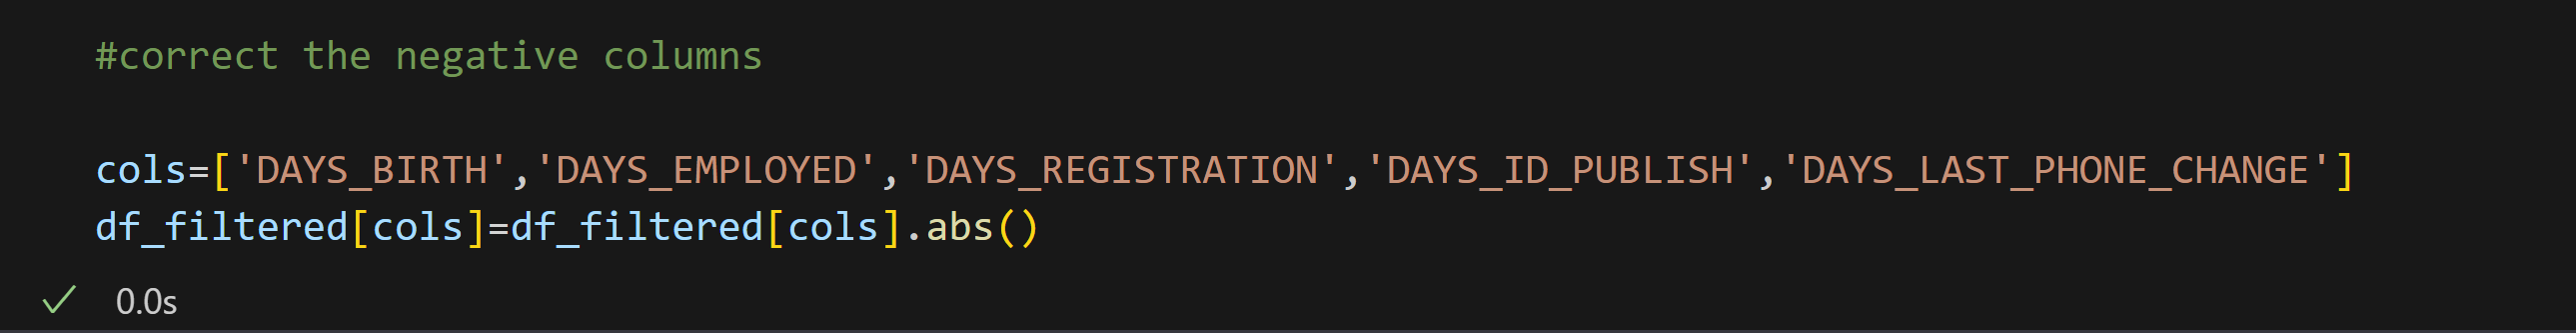 #correct the negative columns
cols=['DAYS_BIRTH','DAYS_EMPLOYED','DAYS_REGISTRATION','DAYS_ID_PUBLISH','DAYS_LAST_PHONE_CHANGE']
df_filtered[cols]=df_filtered[cols].abs()
0.0s